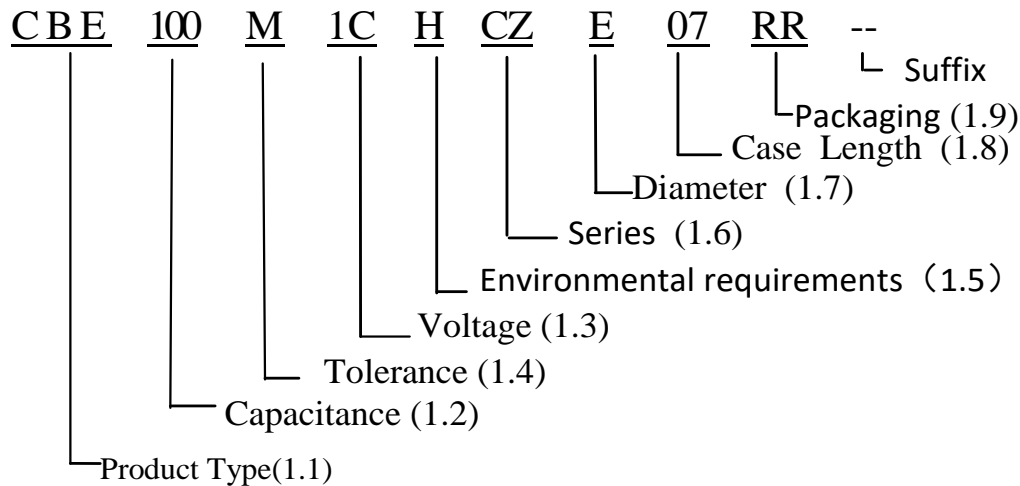 CBE 100 M 1C H CZ E 07 RR --
Suffix
Packaging (1.9)
Case Length (1.8)
Diameter (1.7)
Series (1.6)
Environmental requirements（1.5）
Voltage (1.3)
Tolerance (1.4)
Capacitance (1.2)
Product Type(1.1)